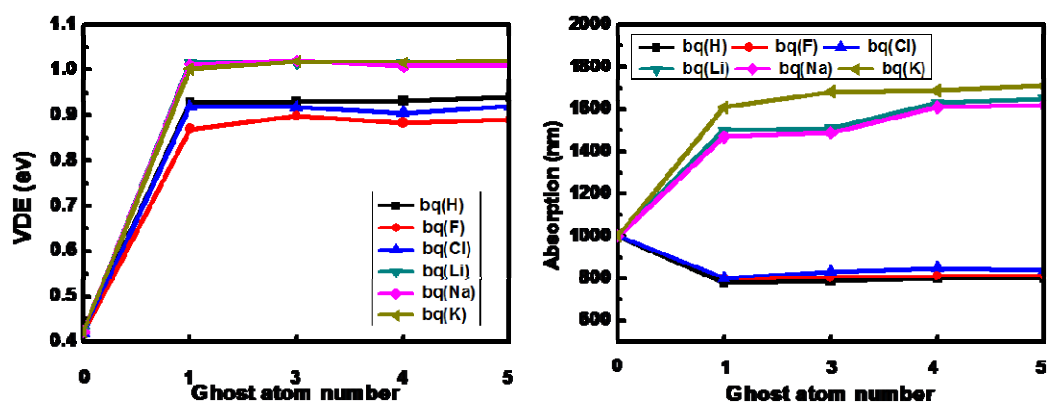 1.1
1.0
0.9
0.8
0.7
0.6
0.5
0.4
VDE (ev)
bq(H)
bq(F)
bq(Cl)
bq(Li)
bq(Na)
bq(K)
0 1 3 4 5
Ghost atom number
2000
1800
1600
1400
1200
1000
800
600
Absorption (nm)
bq(H) bq(F) bq(Cl)
bq(Li) bq(Na) bq(K)
0 1 3 4 5
Ghost atom number